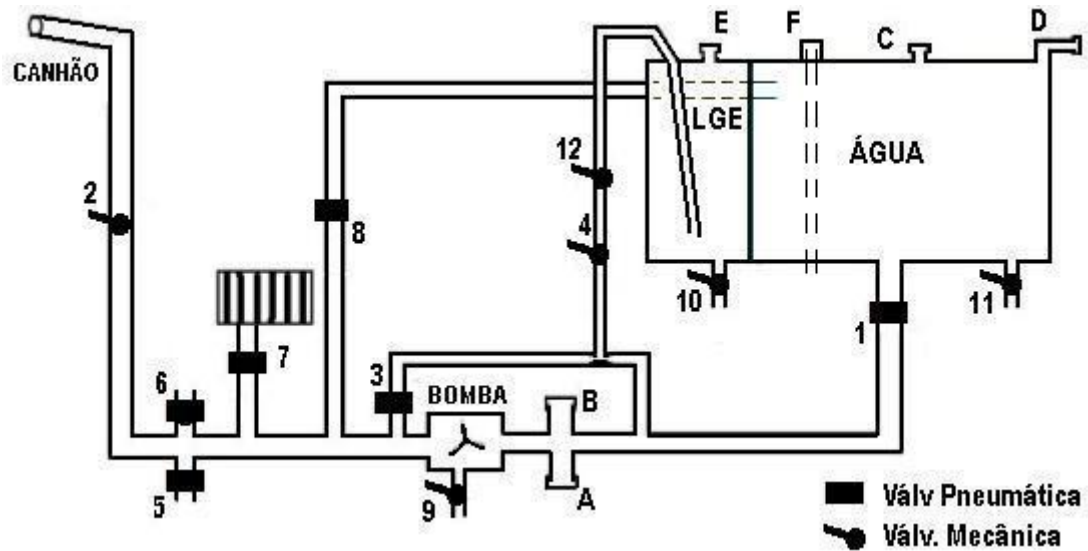 E
F
C
D
CANHÃO
LGE
ÁGUA
12
2
4
8
10
11
1
7
3
6
BOMBA
B
5
9
A
Válv Pneumática
Válv. Mecânica